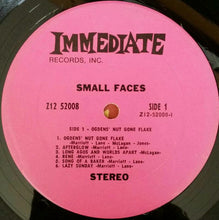 IMMEDIATE
RECORDS, INC.
SMALL FACES
Z12 52008
SIDE 1
Z12-52008-1
SIDE 1 - OGDENS' NUT GONE FLAKE
1. OGDENS' NUT GONE FLAKE
-Marriott - Lane - McLagan - Jones-
2. AFTERGLOW -Marriott - Lane-
3. LONG AGOS AND WORLDS APART -McLagan-
4. RENE -Marriott - Lane-
5. SONG OF A BAKER -Marriott - Lane-
6. LAZY SUNDAY -Marriott - Lane-
STEREO